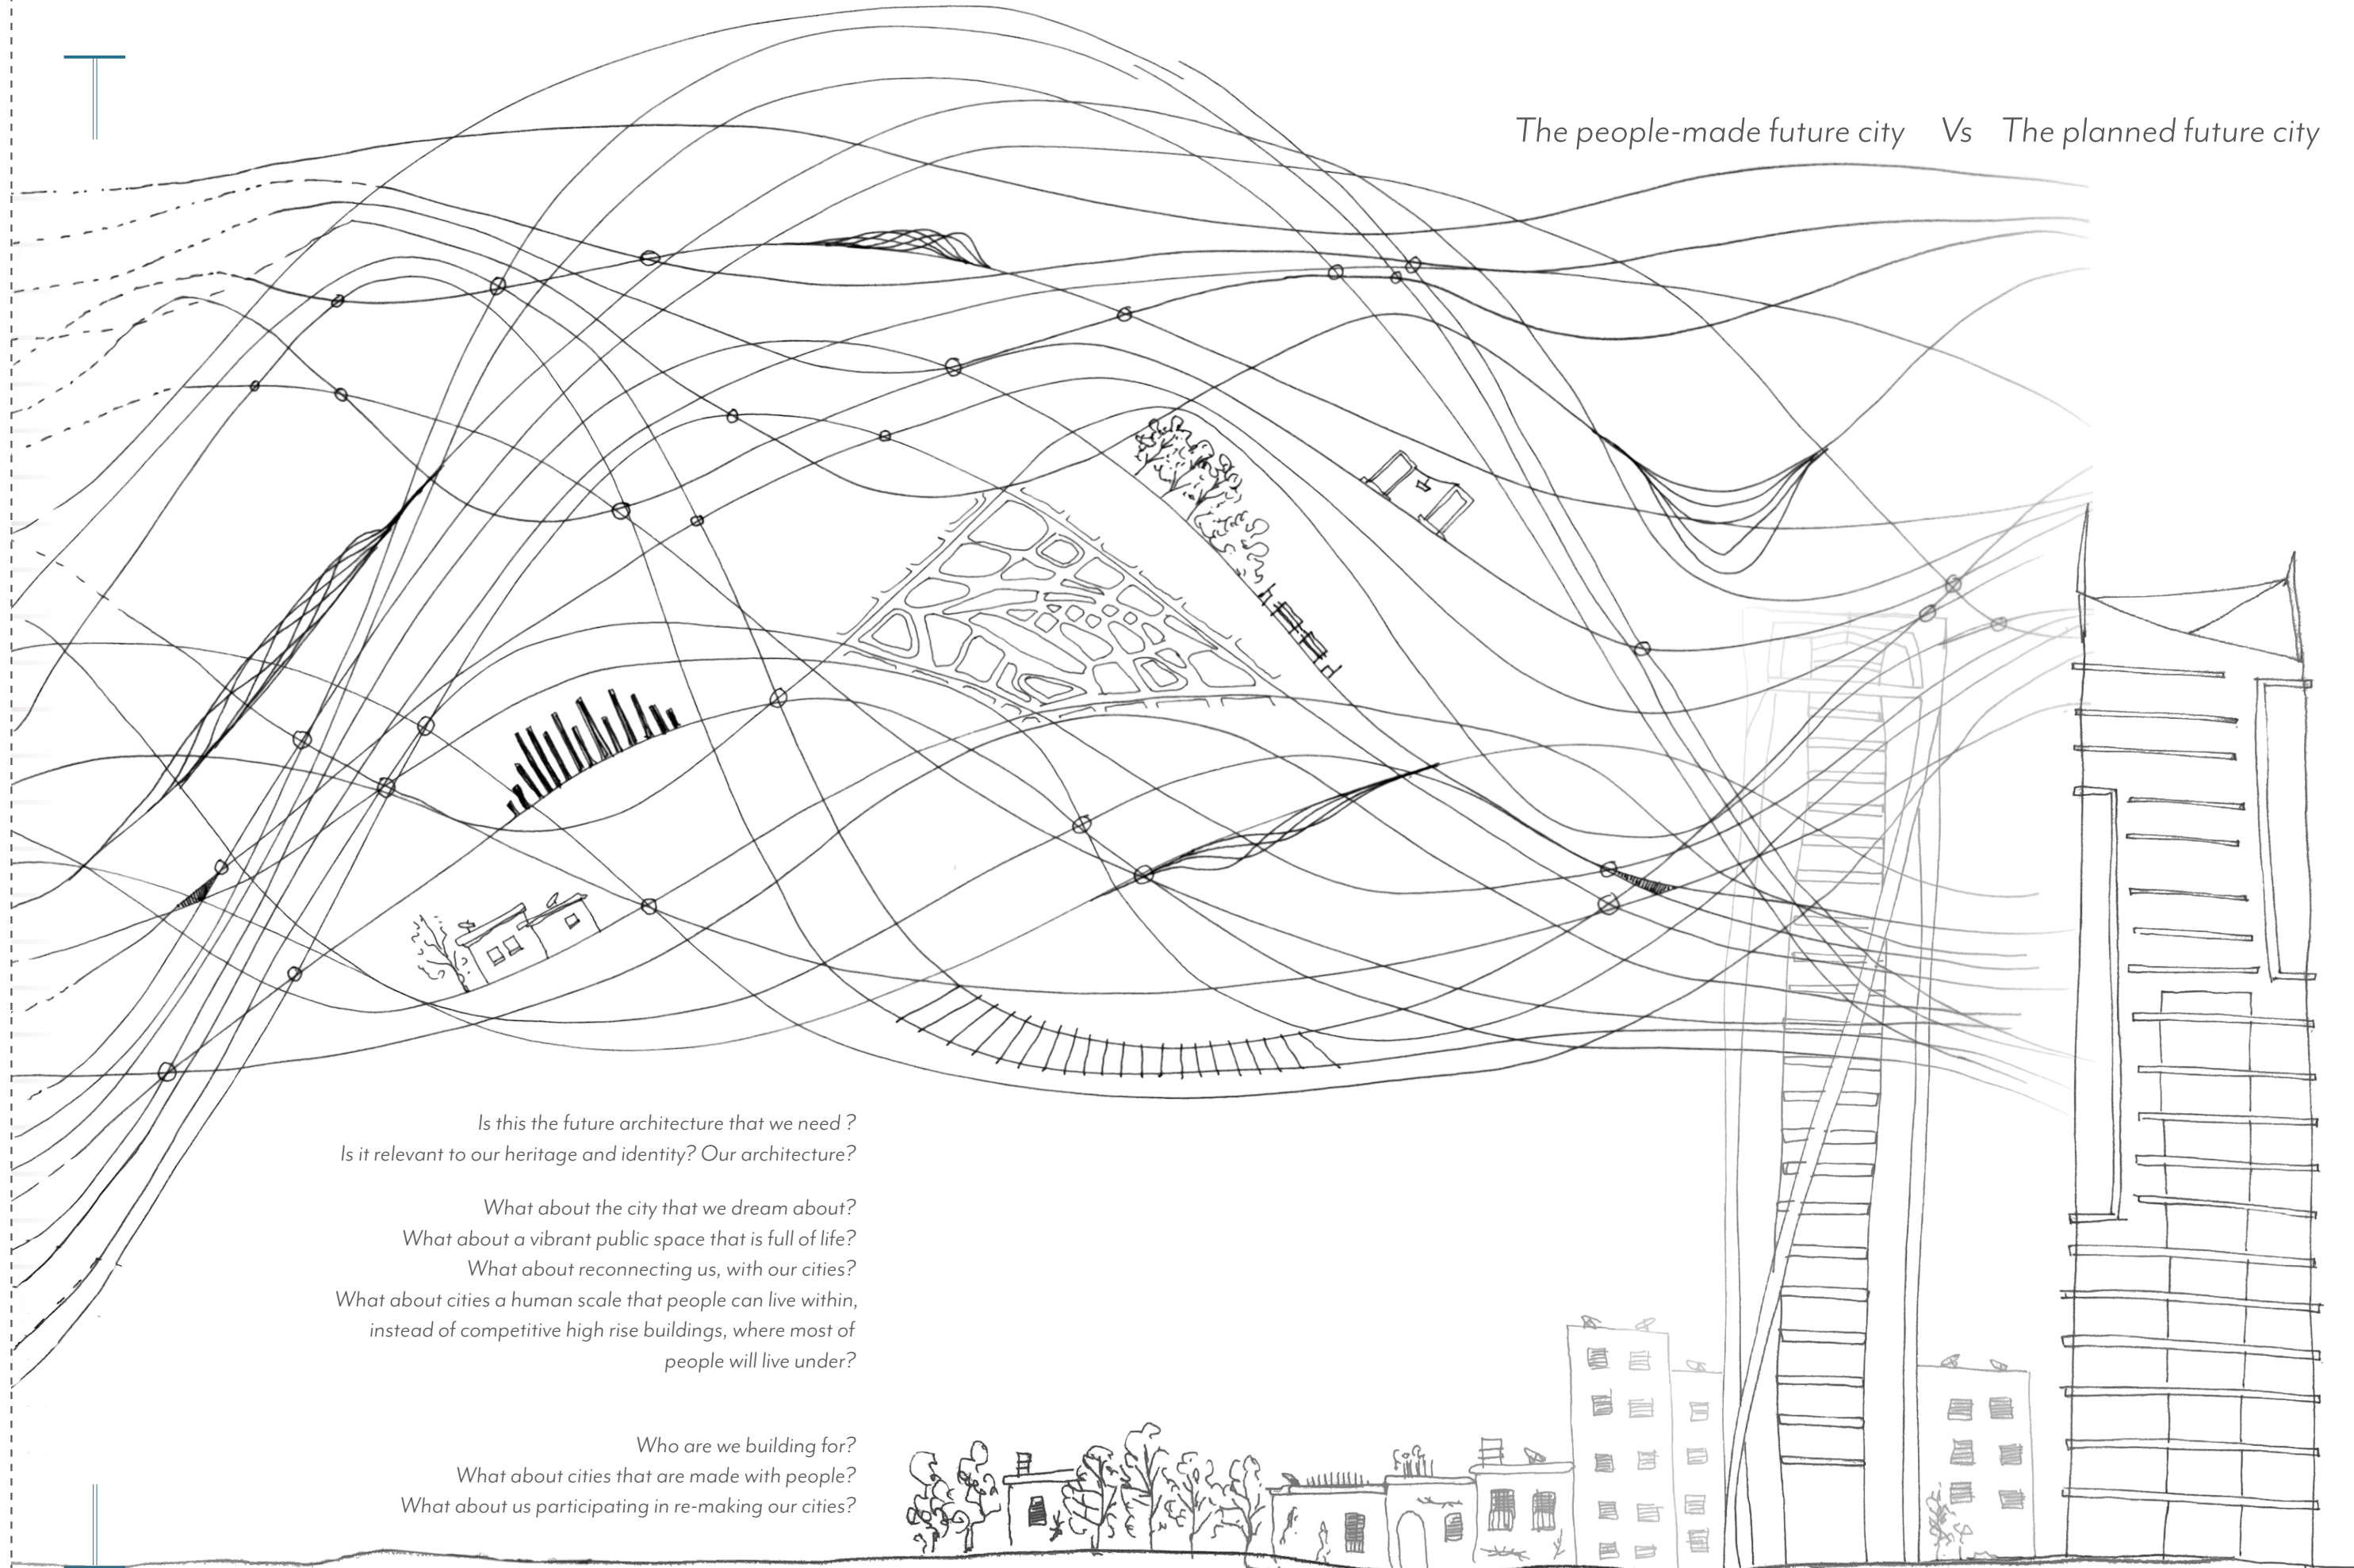 The people-made future city Vs The planned future city
Is this the future architecture that we need ?
Is it relevant to our heritage and identity? Our architecture?
What about the city that we dream about?
What about a vibrant public space that is full of life?
What about reconnecting us, with our cities?
What about cities a human scale that people can live within,
instead of competitive high rise buildings, where most of
people will live under?
Who are we building for?
What about cities that are made with people?
What about us participating in re-making our cities?